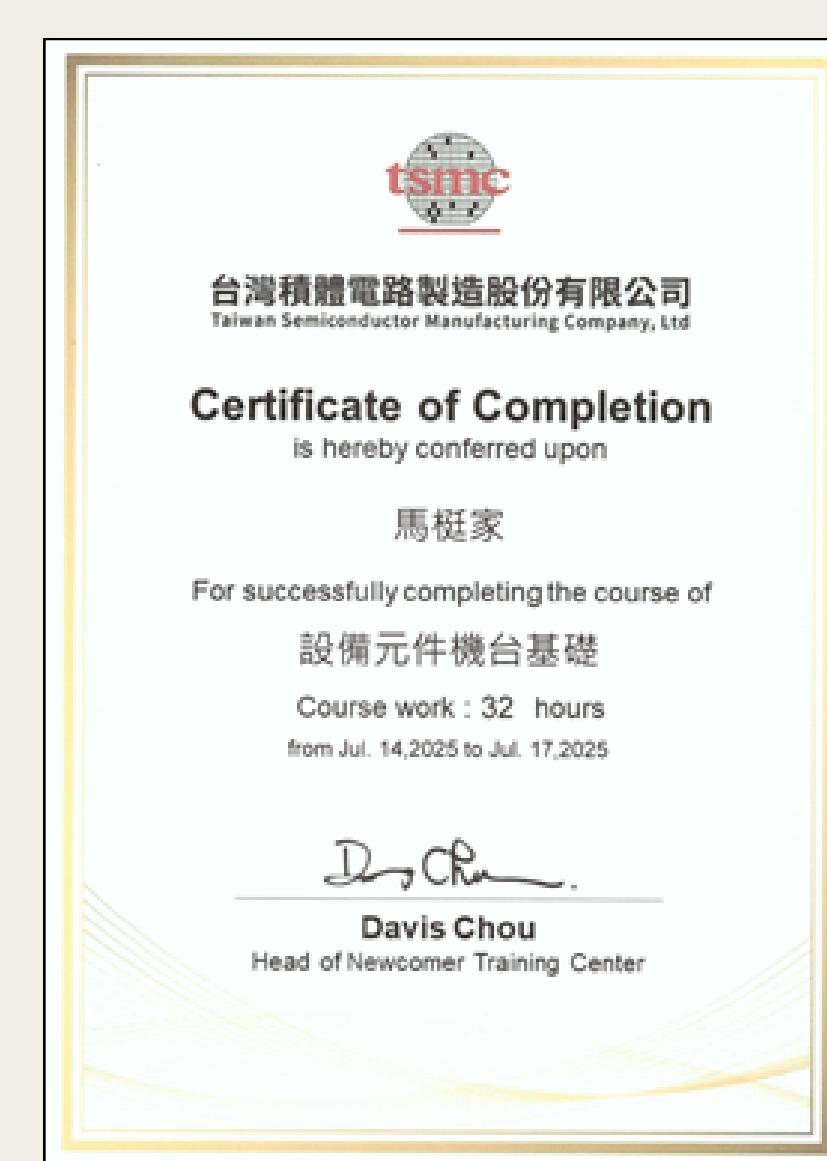 tsmc
台灣積體電路製造股份有限公司
Taiwan Semiconductor Manufacturing Company, Ltd
Certificate of Completion
is hereby conferred upon
馬梃家
For successfully completing the course of
設備元件機台基礎
Course work : 32 hours
from Jul. 14,2025 to Jul. 17,2025
Davis Chou
Head of Newcomer Training Center